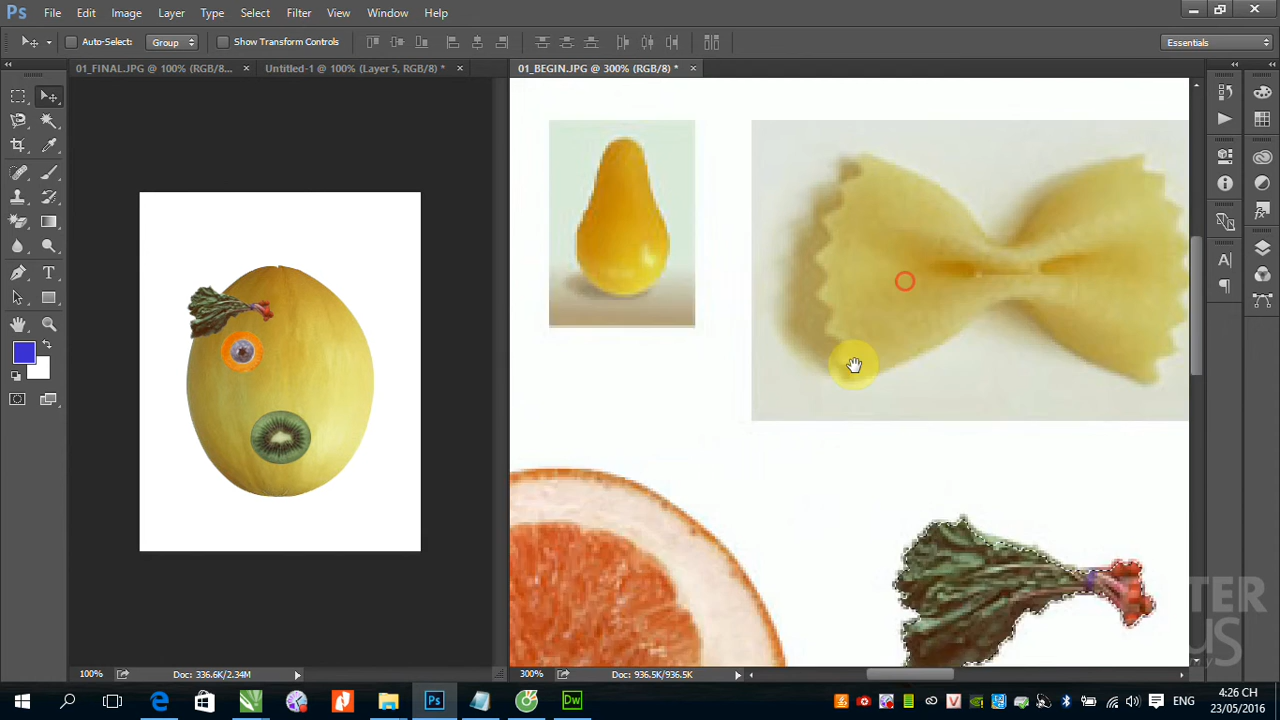 Ps File Edit Image Layer Type Select Filter View Window Help
Auto-Select: Group Show Transform Controls Essentials
01_FINAL.JPG @ 100% (RGB/8... × Untitled-1 @ 100% (Layer 5, RGB/8) * × 01_BEGIN.JPG @ 300% (RGB/8) * ×
100% Doc: 336.6K/2.34M 300% Doc: 936.5K/936.5K
Ps Dw ENG 4:26 CH
23/05/2016